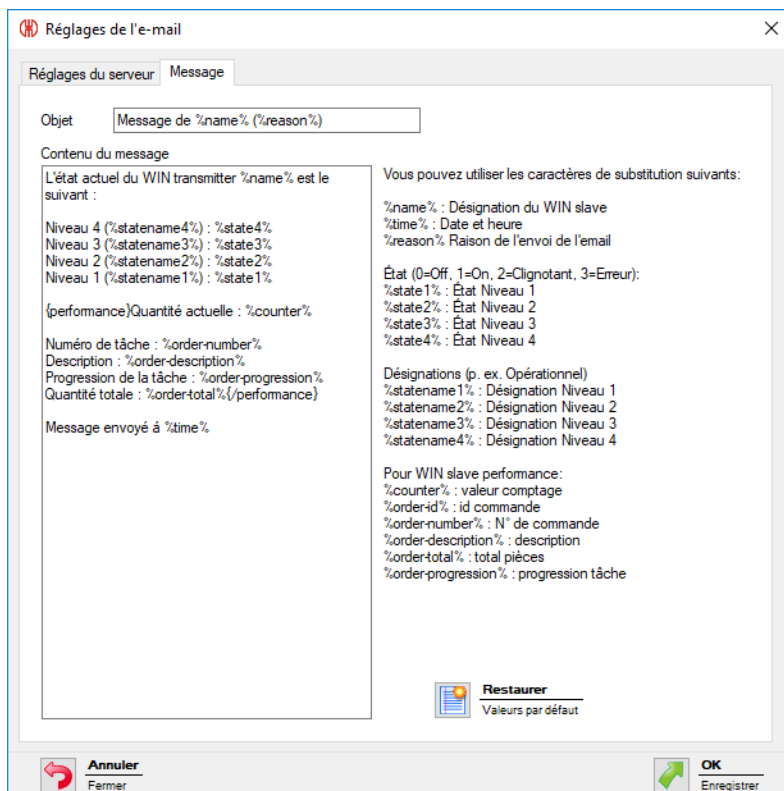 Réglages de l'e-mail
Réglages du serveur
Message
Objet
Message de %name% (%reason%)
Contenu du message
L'état actuel du WIN transmitter %name% est le
suivant :
Niveau 4 (%statename4%) : %state4%
Niveau 3 (%statename3%) : %state3%
Niveau 2 (%statename2%) : %state2%
Niveau 1 (%statename1%) : %state1%
{performance}Quantité actuelle : %counter%
Numéro de tâche : %order-number%
Description : %order-description%
Progression de la tâche : %order-progression%
Quantité totale : %order-total%{/performance}
Message envoyé á %time%
Vous pouvez utiliser les caractères de substitution suivants:
%name% : Désignation du WIN slave
%time% : Date et heure
%reason% Raison de l'envoi de l'email
État (0=Off, 1=On, 2=Clignotant, 3=Erreur):
%state1% : État Niveau 1
%state2% : État Niveau 2
%state3% : État Niveau 3
%state4% : État Niveau 4
Désignations (p. ex. Opérationnel)
%statename1% : Désignation Niveau 1
%statename2% : Désignation Niveau 2
%statename3% : Désignation Niveau 3
%statename4% : Désignation Niveau 4
Pour WIN slave performance:
%counter% : valeur comptage
%order-id% : id commande
%order-number% : N° de commande
%order-description% : description
%order-total% : total pièces
%order-progression% : progression tâche
Restaurer
Valeurs par défaut
Annuler
Fermer
OK
Enregistrer